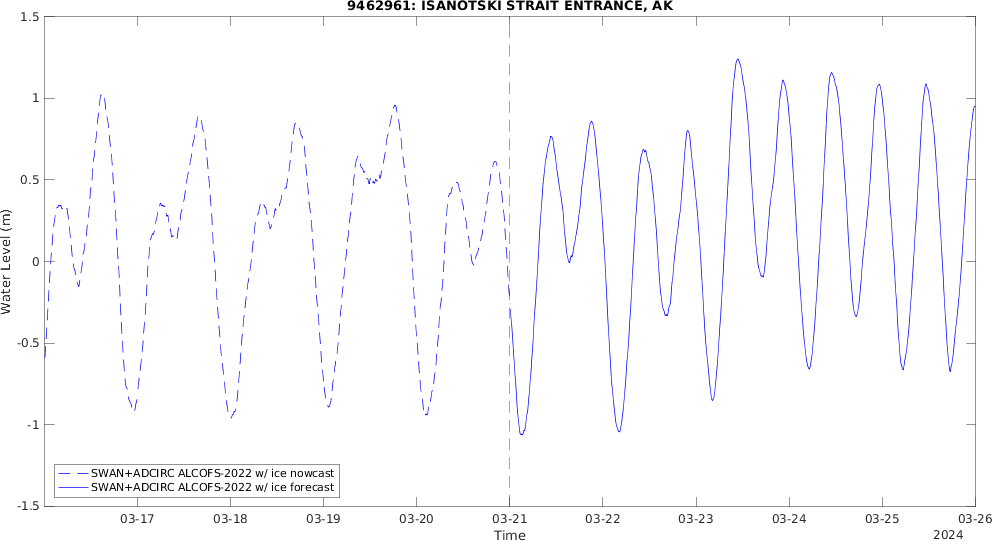 9462961: ISANOTSKI STRAIT ENTRANCE, AK
1.5
1
0.5
0
-0.5
-1
-1.5
Water Level (m)
SWAN+ADCIRC ALCOFS-2022 w/ ice nowcast
SWAN+ADCIRC ALCOFS-2022 w/ ice forecast
03-17 03-18 03-19 03-20 03-21 03-22 03-23 03-24 03-25 03-26
Time
2024